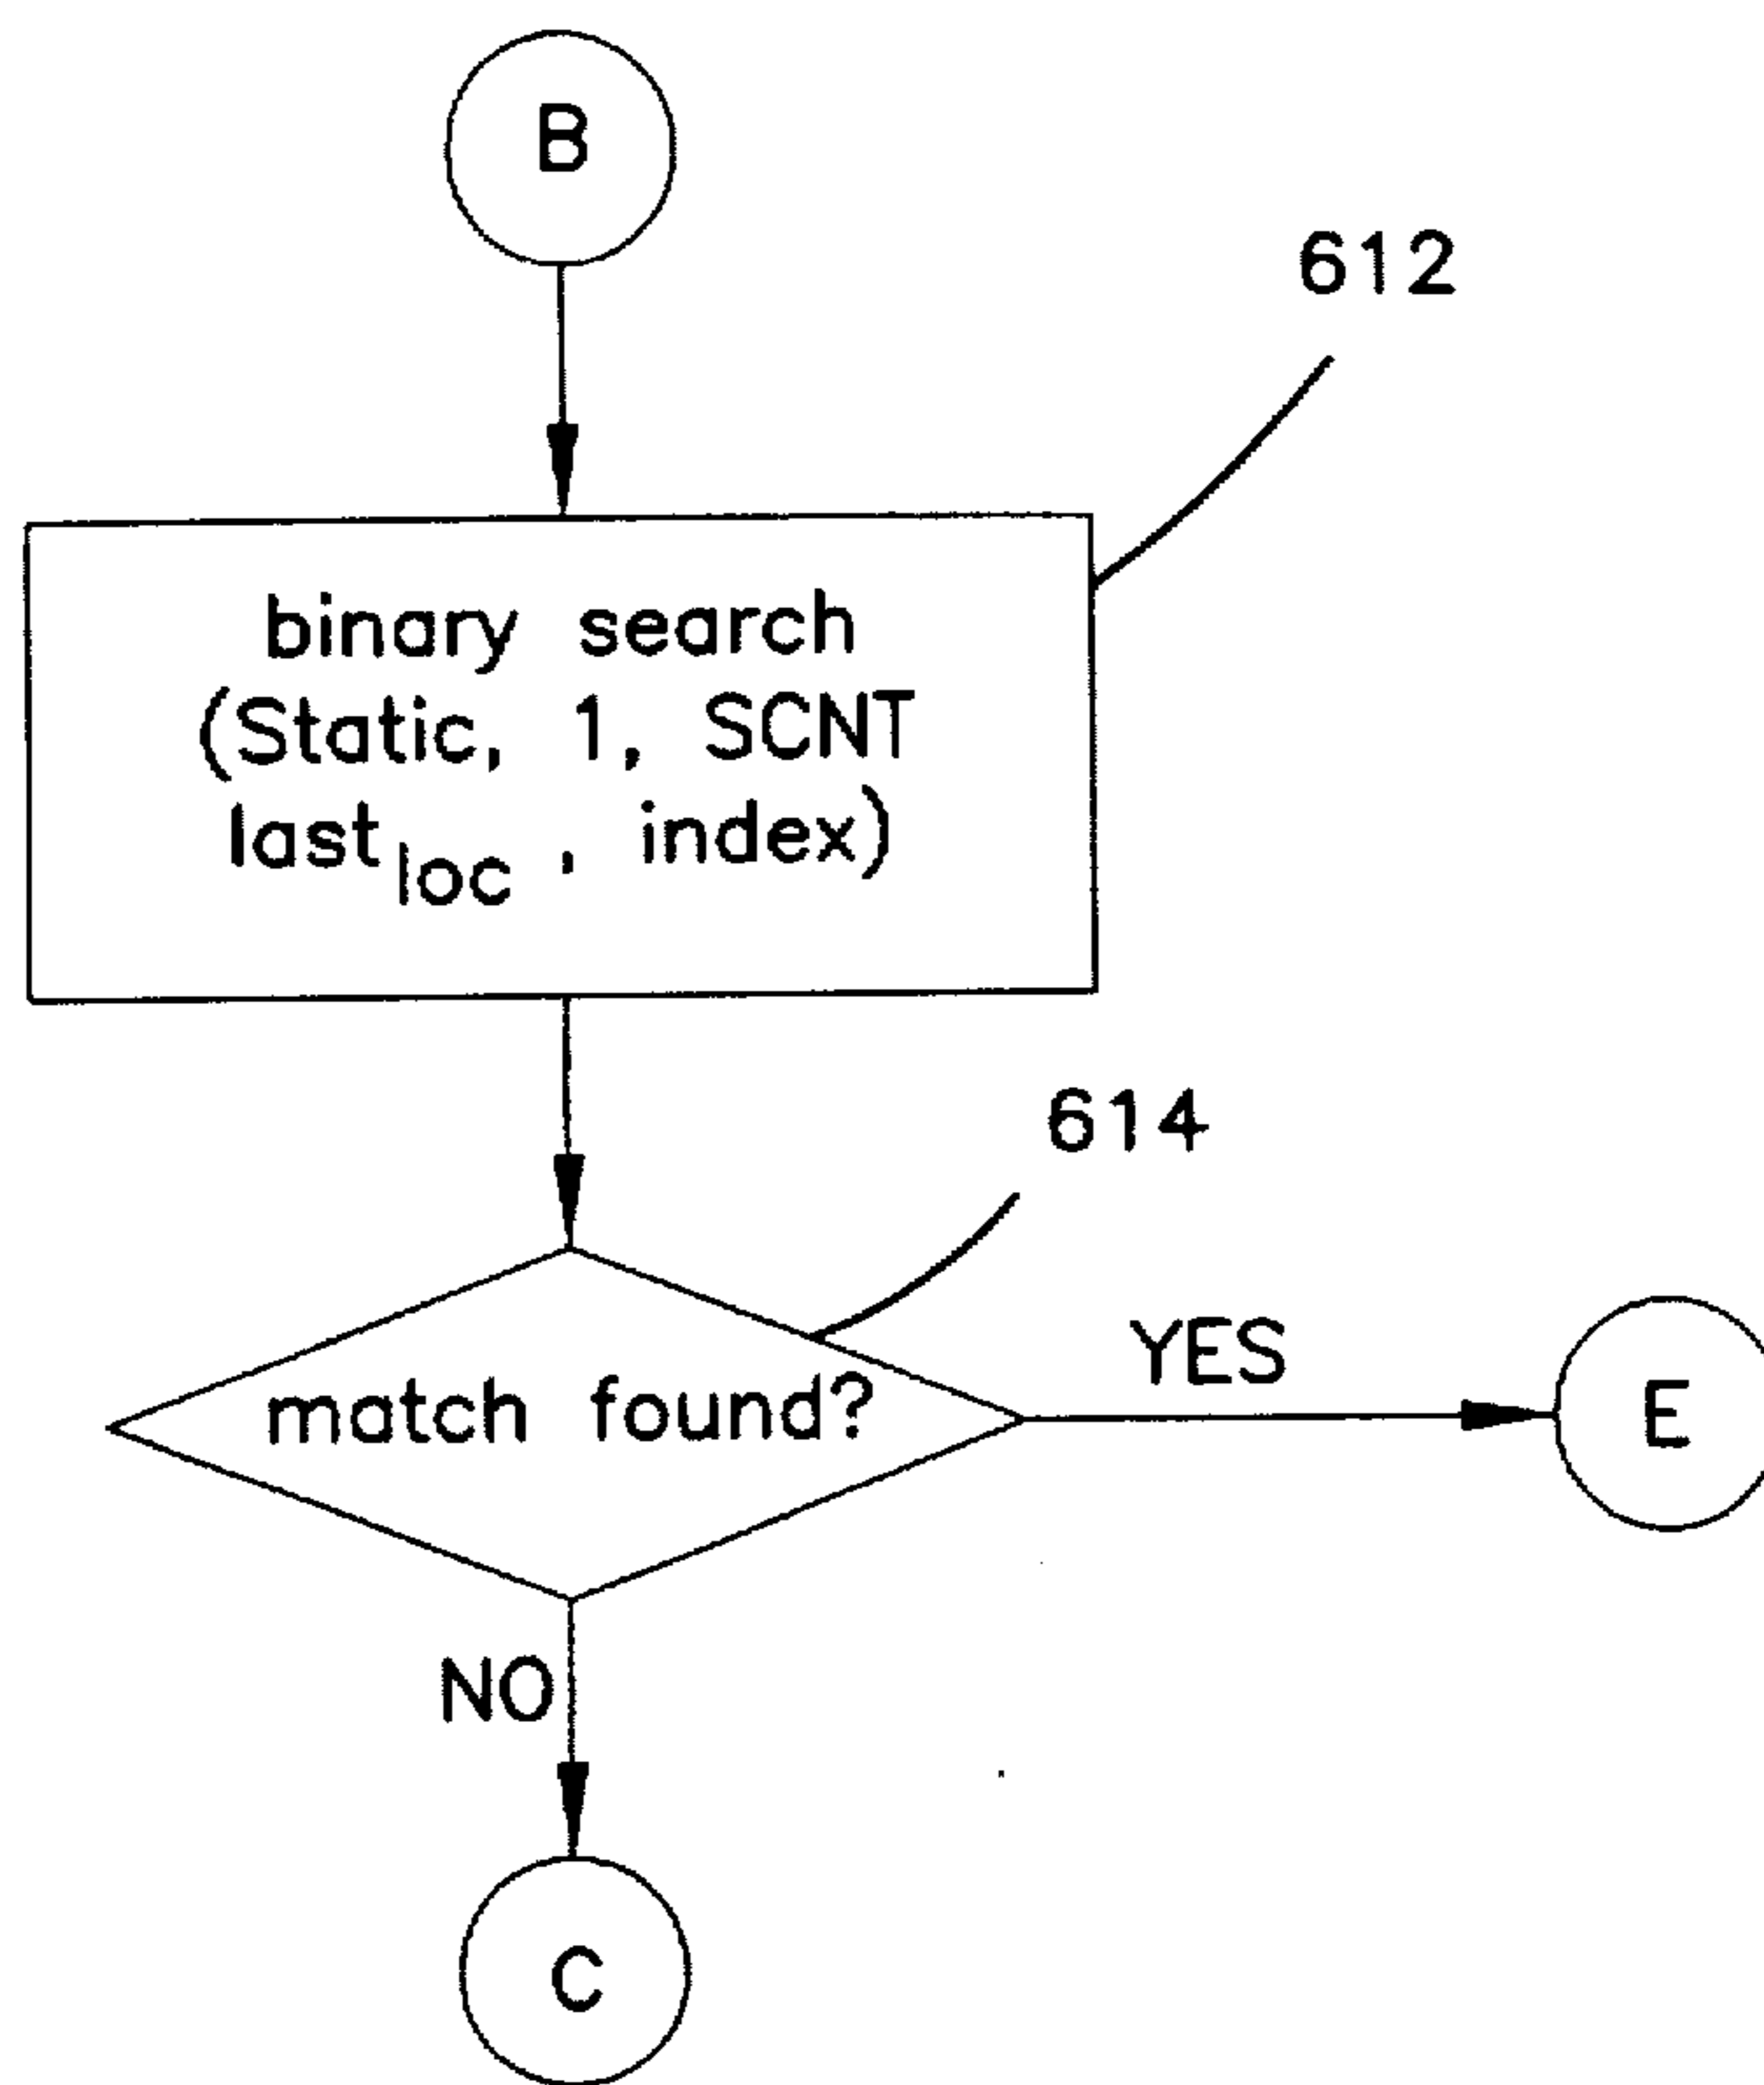 B
612
binary search
(Static, 1, SCNT
last loc , index)
614
match found?
YES
E
NO
C